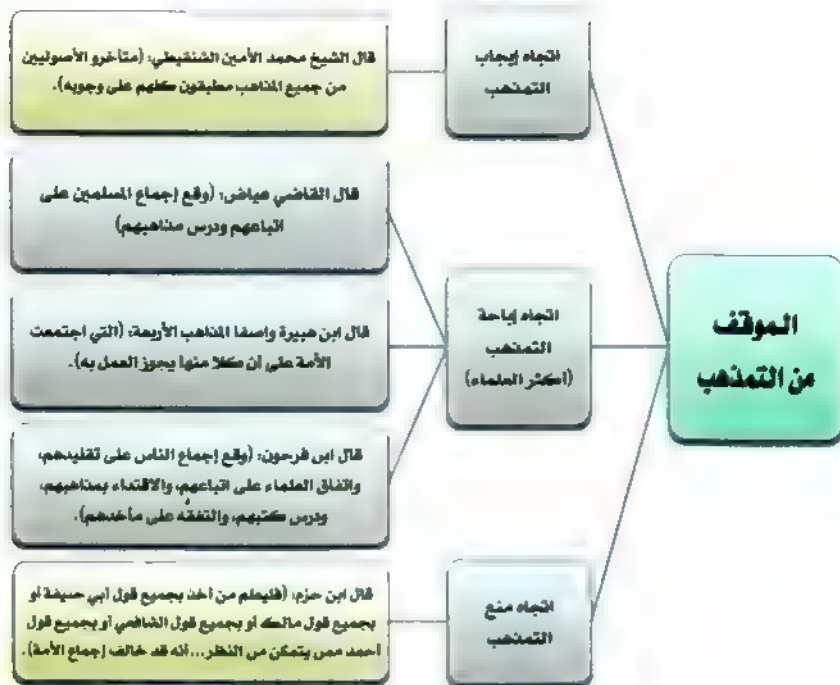 الموقف
من التمذهب
اتجاه إيجاب
التمذهب
قال الشيخ محمد الأمين الشنقيطي: (متأخرو الأصوليين
من جميع المذاهب مطبقون كلهم على وجوبه).
اتجاه إباحة
التمذهب
(أكثر العلماء)
قال القاضي عياض: (وقع إجماع المسلمين على
اتباعهم ودرس مذاهبهم)
قال ابن هبيرة واصفا المذاهب الأربعة: (التي اجتمعت
الأمة على أن كلا منها يجوز العمل به).
قال ابن فرحون: (وقع إجماع الناس على تقليدهم،
واتفاق العلماء على اتباعهم، والاقتداء بمذاهبهم،
ودرس كتبهم، والتفقُّه على مآخذهم).
اتجاه منع
التمذهب
قال ابن حزم: (فليعلم من أخذ بجميع قول أبي حنيفة أو
بجميع قول مالك أو بجميع قول الشافعي أو بجميع قول
أحمد ممن يتمكن من النظر...أنه قد خالف إجماع الأمة).